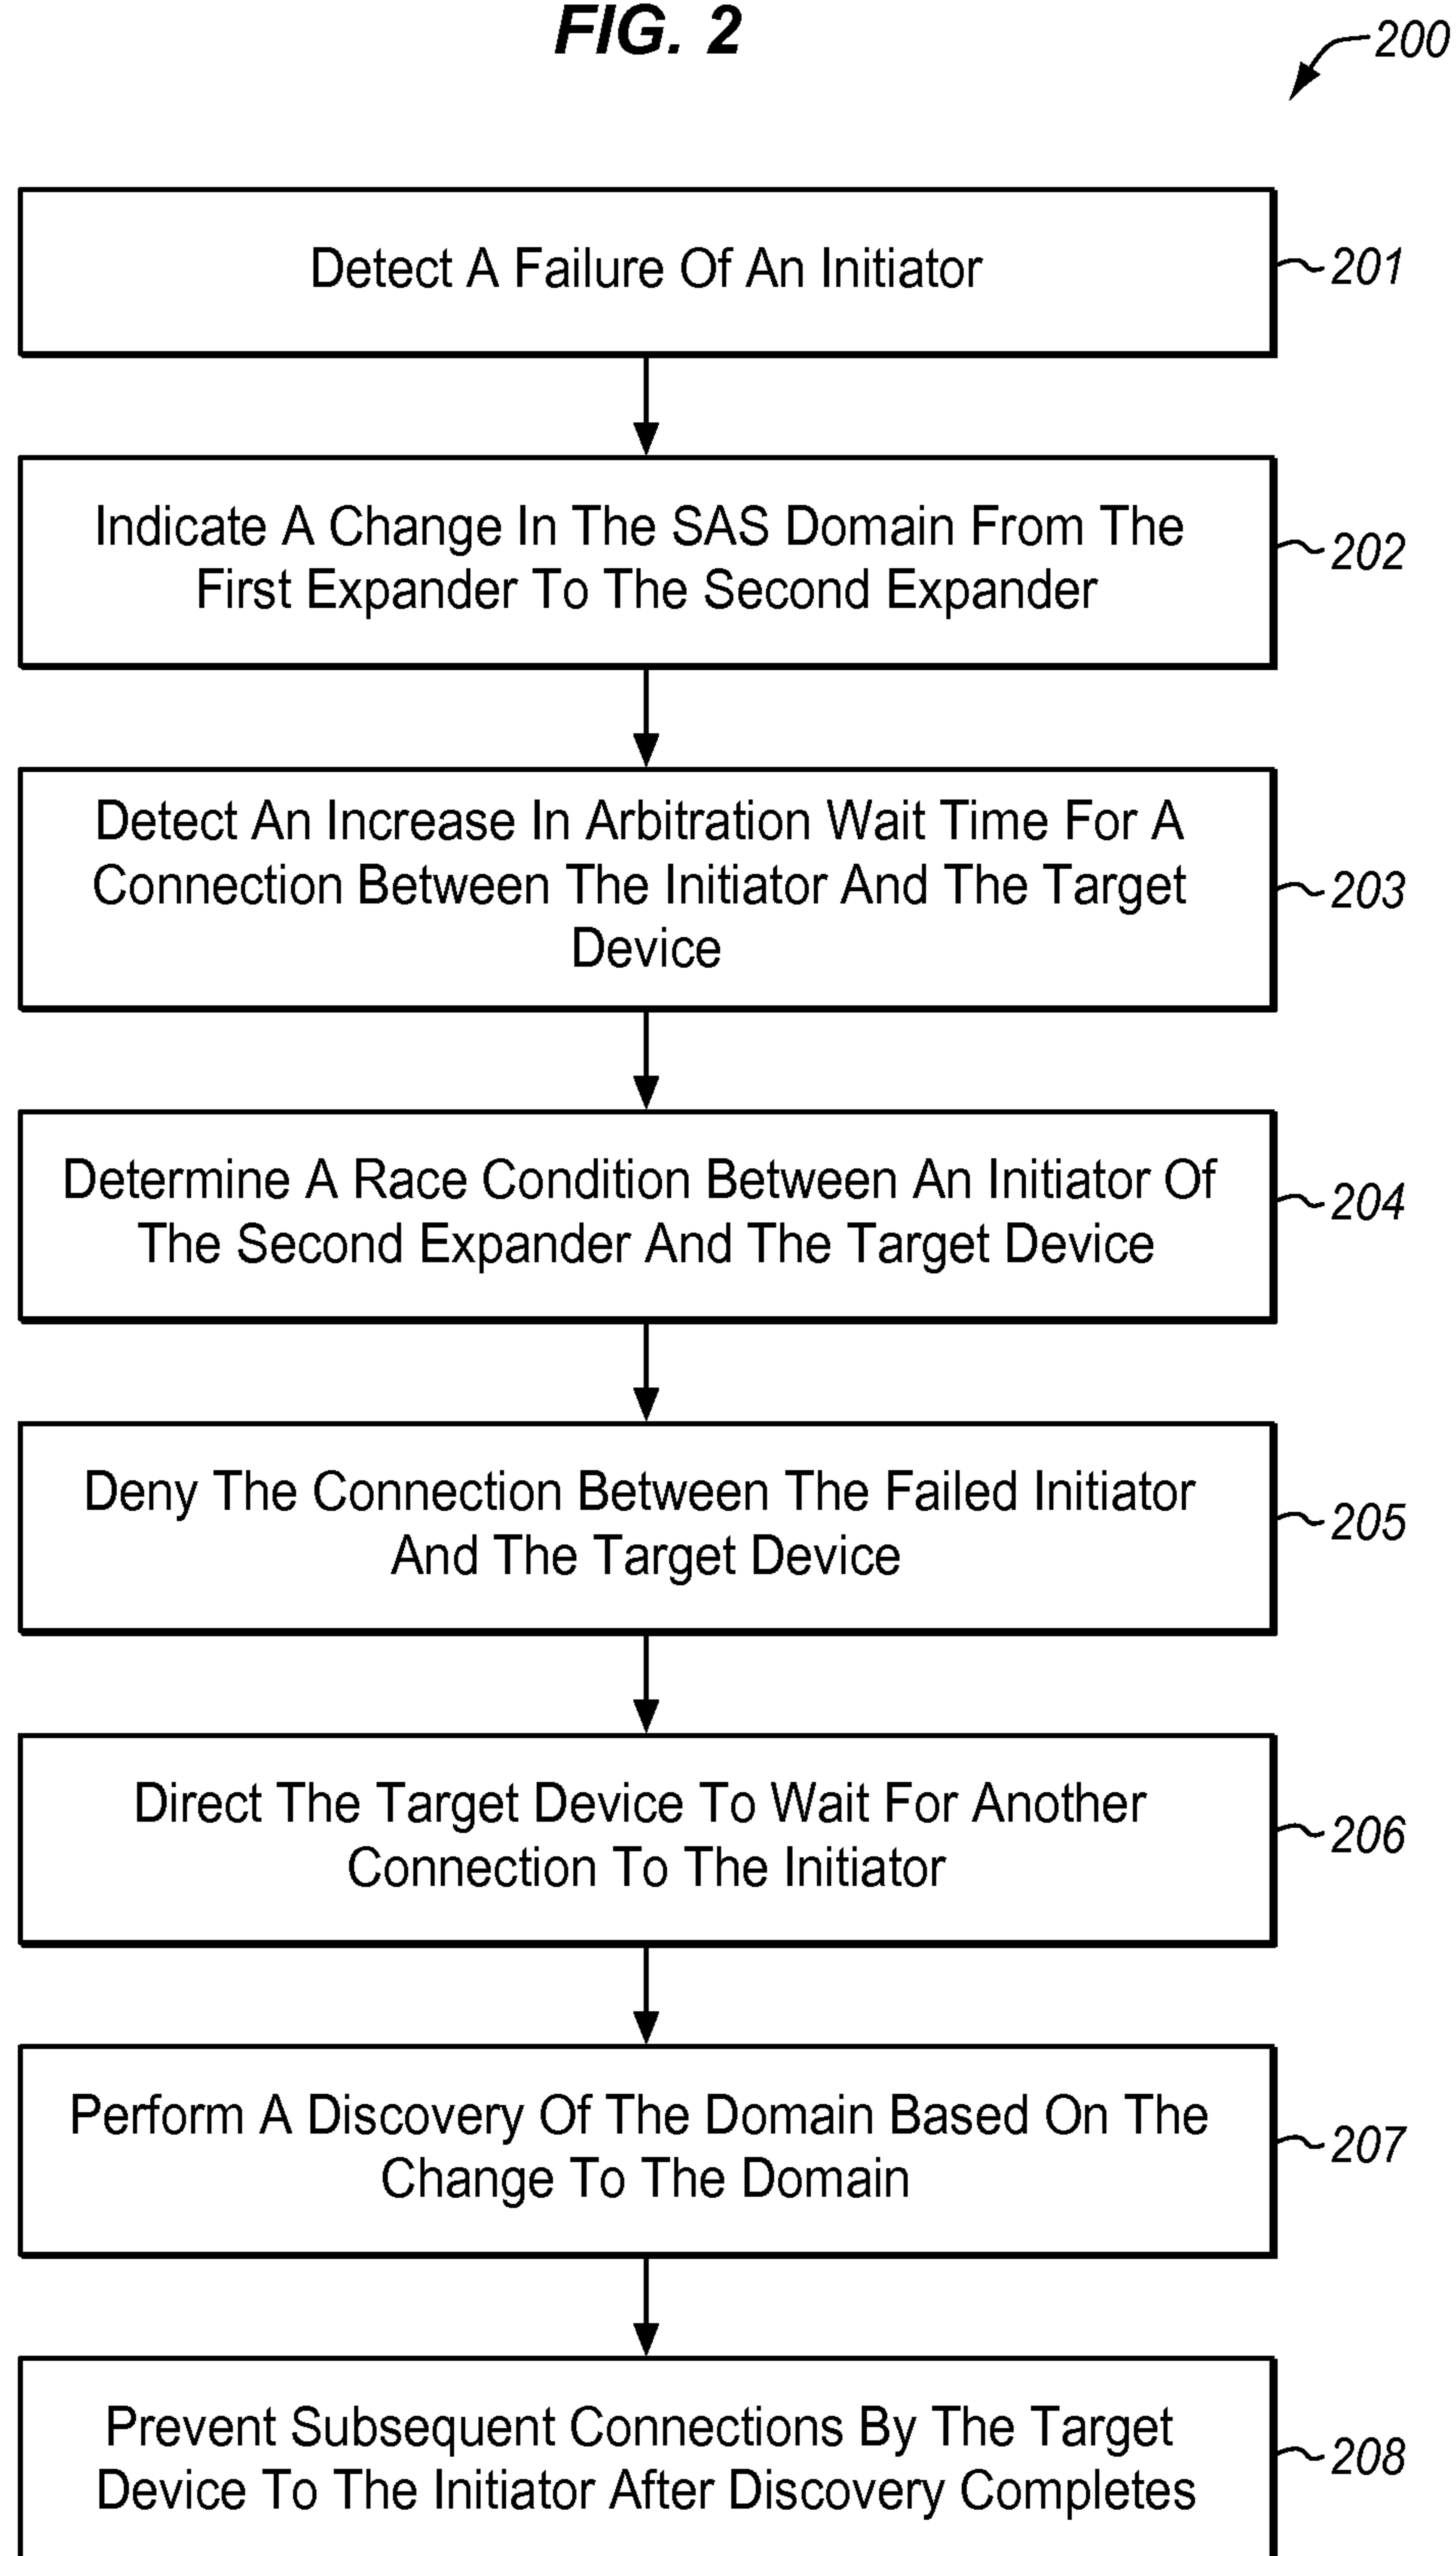 FIG. 2
200
Detect A Failure Of An Initiator
201
Indicate A Change In The SAS Domain From The
First Expander To The Second Expander
202
Detect An Increase In Arbitration Wait Time For A
Connection Between The Initiator And The Target
Device
203
Determine A Race Condition Between An Initiator Of
The Second Expander And The Target Device
204
Deny The Connection Between The Failed Initiator
And The Target Device
205
Direct The Target Device To Wait For Another
Connection To The Initiator
206
Perform A Discovery Of The Domain Based On The
Change To The Domain
207
Prevent Subsequent Connections By The Target
Device To The Initiator After Discovery Completes
208